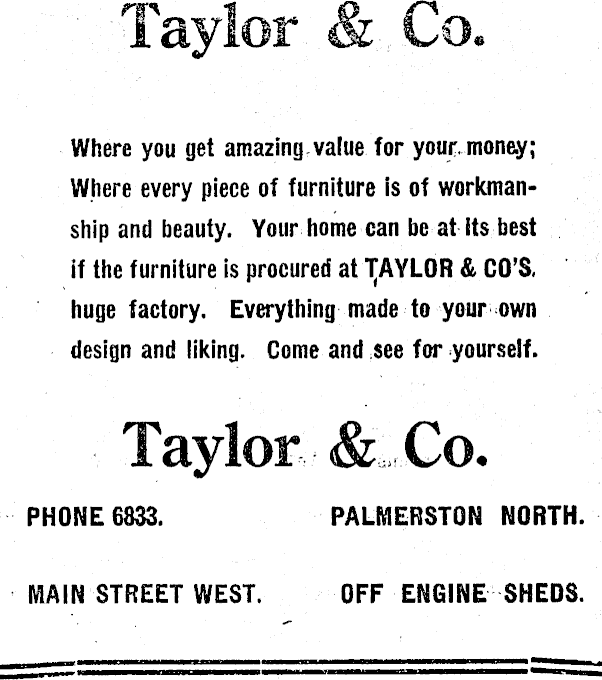 Taylor & Co.
Where you get amazing value for your money;
Where every piece of furniture is of workman-
ship and beauty. Your home can be at its best
if the furniture is procured at TAYLOR & CO'S.
huge factory. Everything made to your own
design and liking. Come and see for yourself.
Taylor & Co.
PHONE 6833. PALMERSTON NORTH.
MAIN STREET WEST. OFF ENGINE SHEDS.